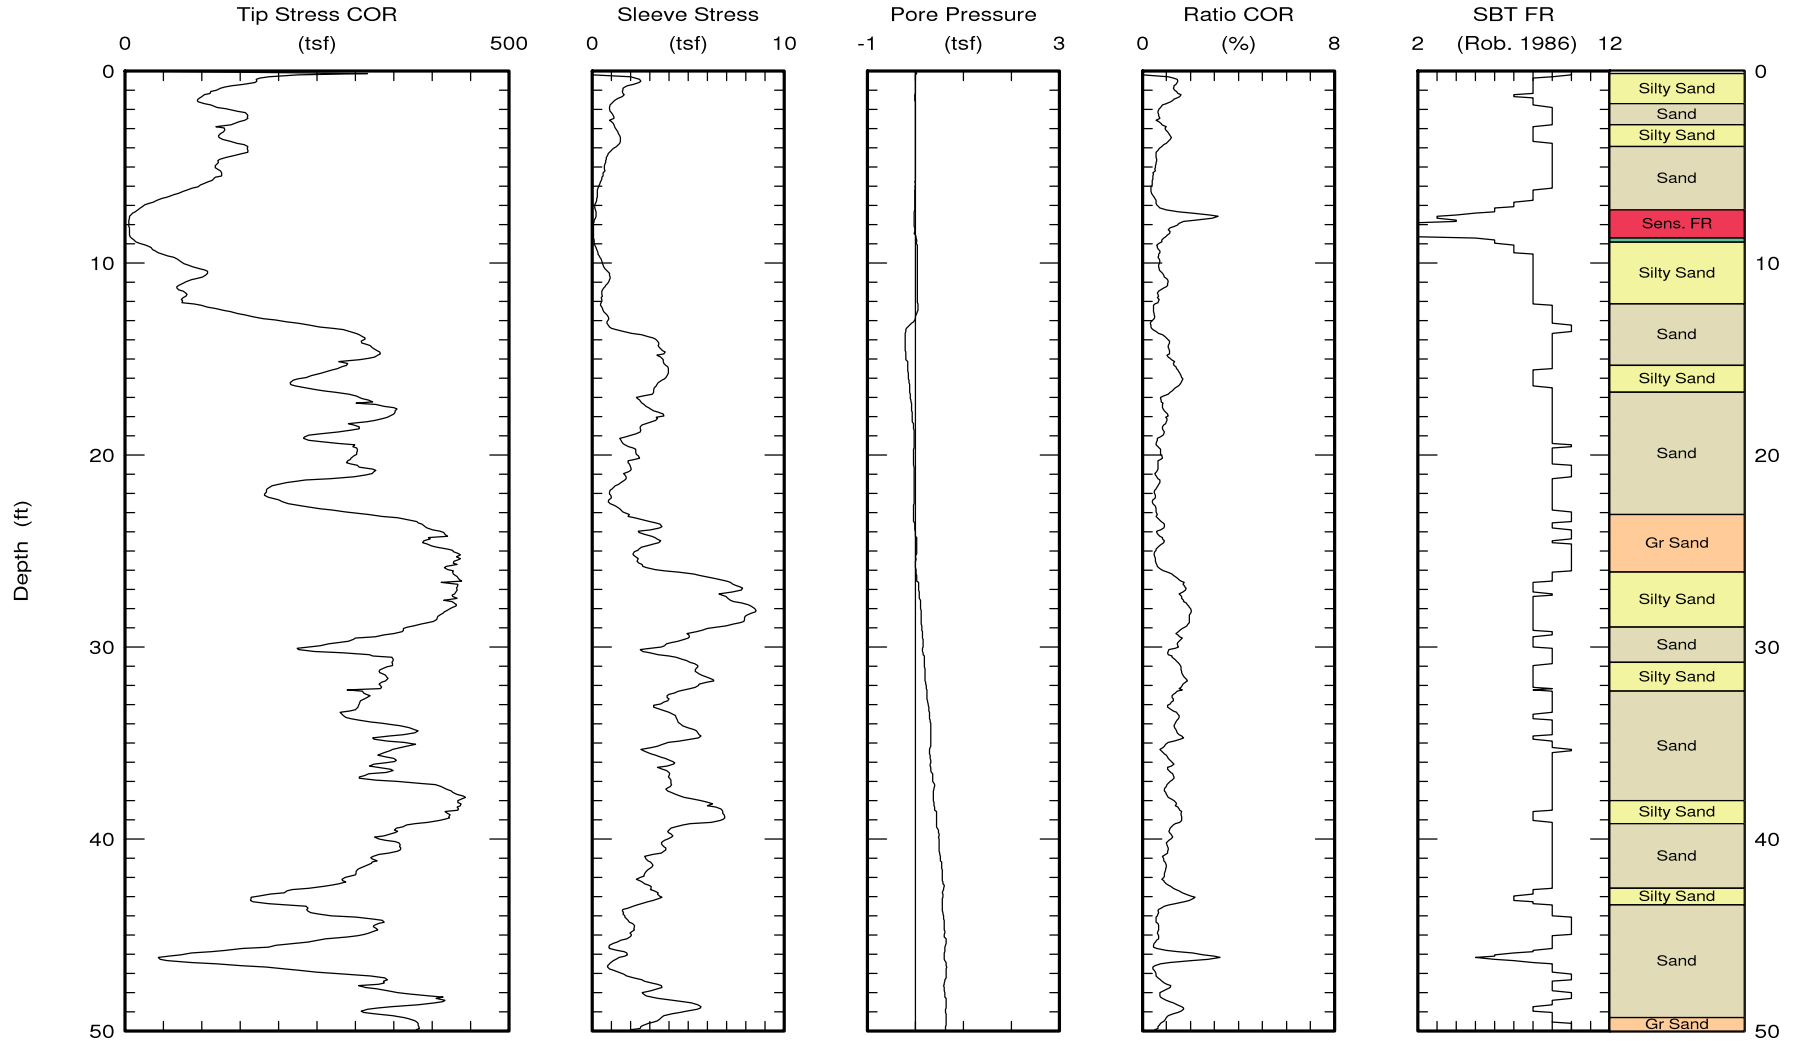 Tip Stress COR Sleeve Stress Pore Pressure Ratio COR SBT FR
0 (tsf) 500 0 (tsf) 10 -1 (tsf) 3 0 (%) 8 2 (Rob. 1986) 12
0 0
Silty Sand
Sand
Silty Sand
Sand
Sens. FR
10 10
Silty Sand
Sand
Silty Sand
20 Sand 20
Gr Sand
Depth (ft)
Silty Sand
30 Sand 30
Silty Sand
Sand
Silty Sand
40 40
Sand
Silty Sand
Sand
Gr Sand
50 50